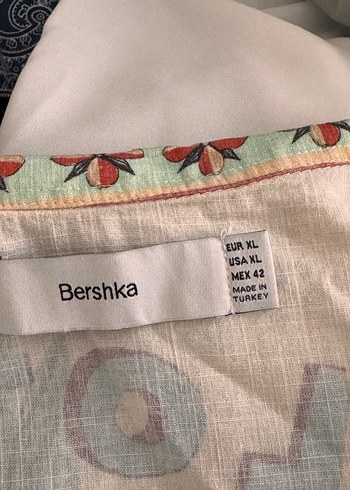 Bershka
EUR XL
USA XL
MEX 42
MADE IN
TURKEY